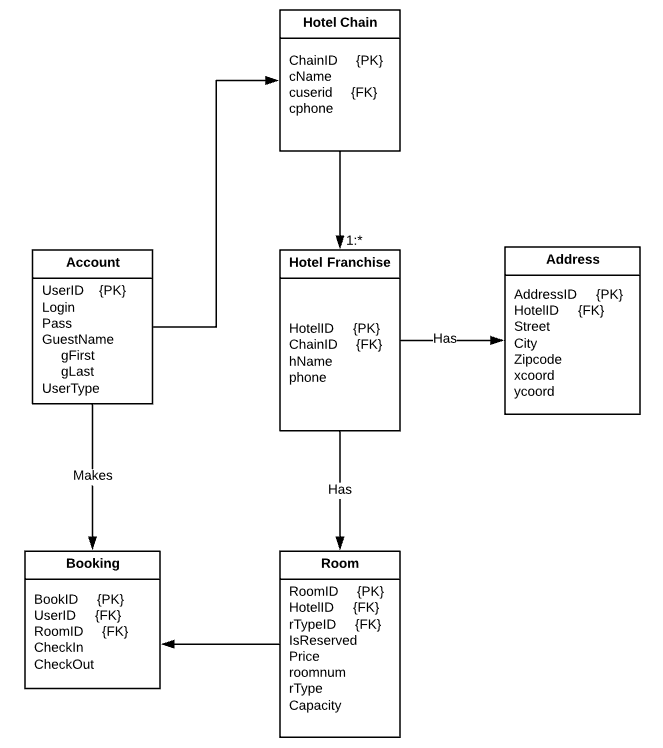 Hotel Chain
ChainID {PK}
cName
cuserid {FK}
cphone
1:*
Account
UserID {PK}
Login
Pass
GuestName
gFirst
gLast
UserType
Hotel Franchise
HotelID {PK}
ChainID {FK}
hName
phone
Has
Address
AddressID {PK}
HotelID {FK}
Street
City
Zipcode
xcoord
ycoord
Makes
Has
Booking
BookID {PK}
UserID {FK}
RoomID {FK}
CheckIn
CheckOut
Room
RoomID {PK}
HotelID {FK}
rTypeID {FK}
IsReserved
Price
roomnum
rType
Capacity